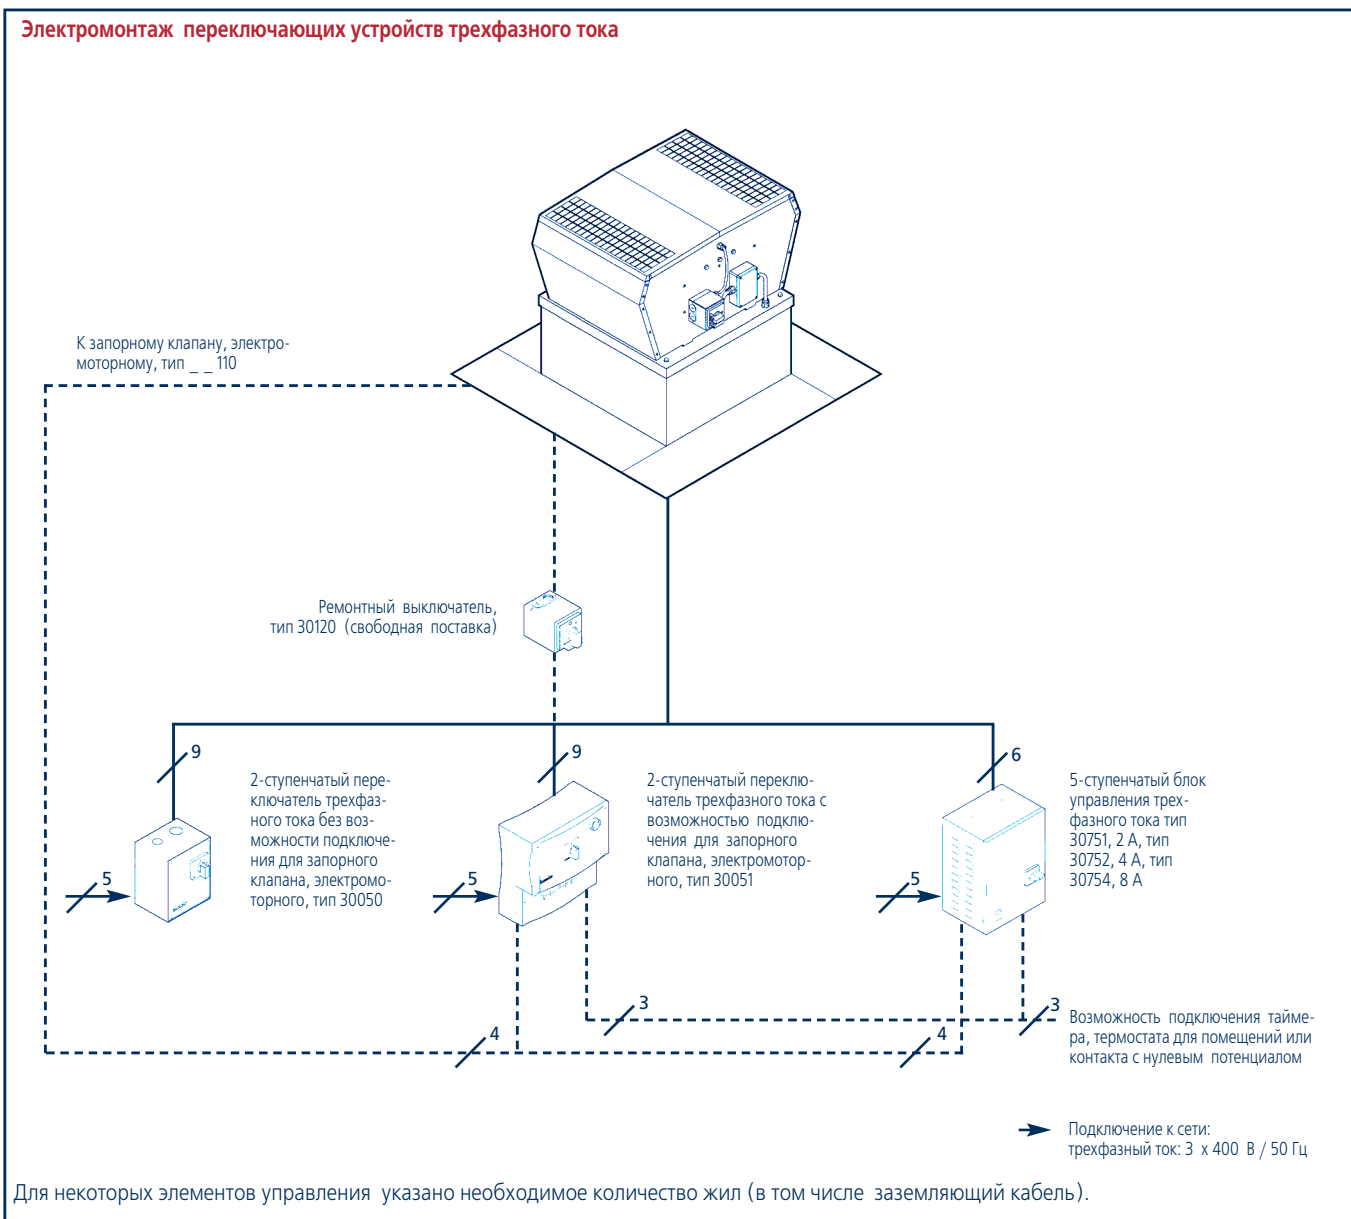 Электромонтаж переключающих устройств трехфазного тока
К запорному клапану, электро-
моторному, тип _ _ 110
Ремонтный выключатель,
тип 30120 (свободная поставка)
9
9
6
2-ступенчатый пере-
ключатель трехфаз-
ного тока без воз-
можности подключе-
ния для запорного
клапана, электромо-
торного, тип 30050
2-ступенчатый переклю-
чатель трехфазного тока с
возможностью подклю-
чения для запорного
клапана, электромотор-
ного, тип 30051
5-ступенчатый блок
управления трех-
фазного тока тип
30751, 2 А, тип
30752, 4 А, тип
30754, 8 А
5
5
5
3
3
4
4
Возможность подключения тайме-
ра, термостата для помещений или
контакта с нулевым потенциалом
Подключение к сети:
трехфазный ток: 3 x 400 В / 50 Гц
Для некоторых элементов управления указано необходимое количество жил (в том числе заземляющий кабель).